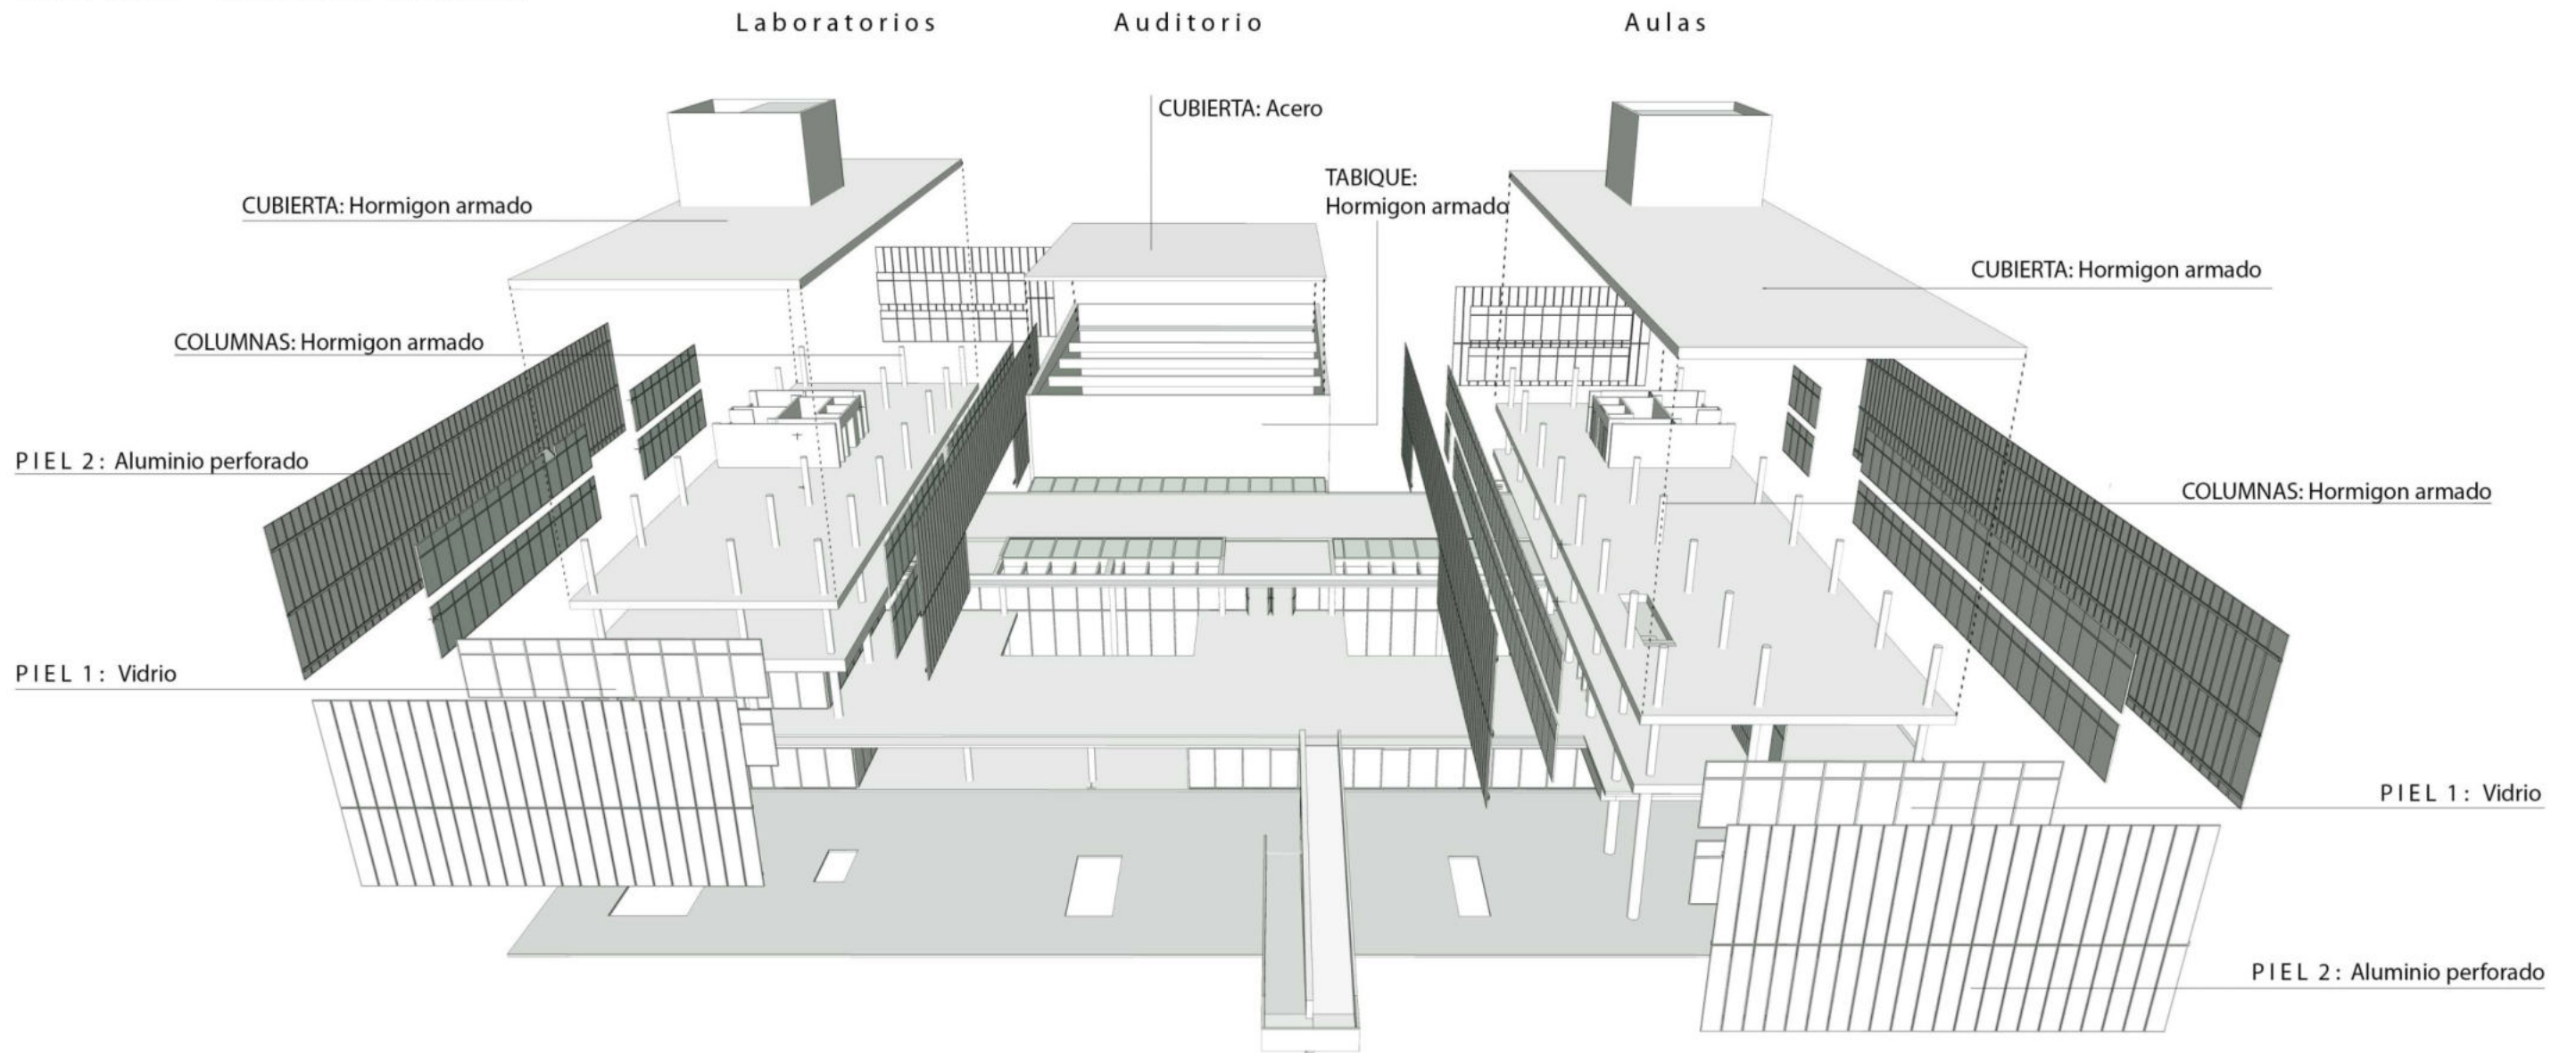 Laboratorios
Auditorio
Aulas
CUBIERTA: Acero
TABIQUE:
Hormigon armado
CUBIERTA: Hormigon armado
CUBIERTA: Hormigon armado
COLUMNAS: Hormigon armado
PIEL 2: Aluminio perforado
COLUMNAS: Hormigon armado
PIEL 1: Vidrio
PIEL 1: Vidrio
PIEL 2: Aluminio perforado